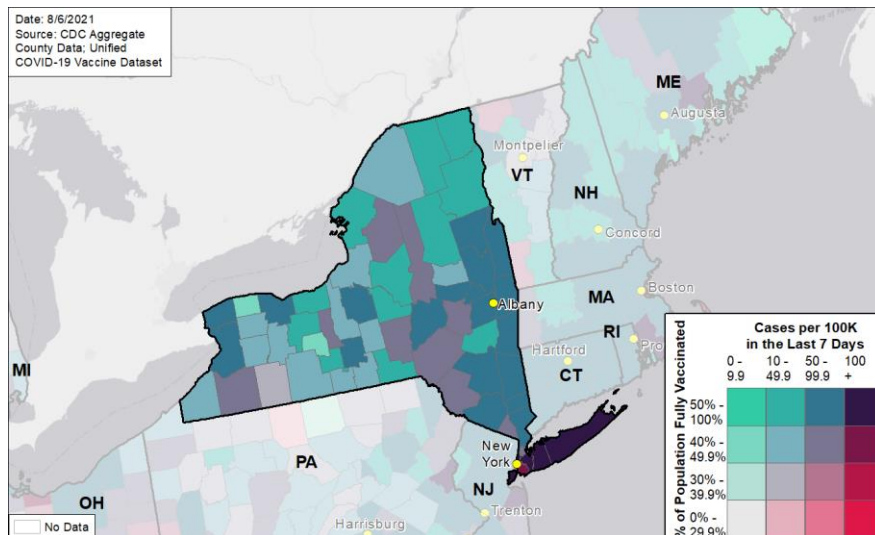 Date: 8/6/2021
Source: CDC Aggregate
County Data; Unified
COVID-19 Vaccine Dataset
ME
Augusta
Montpelier
VT
NH
Concord
Albany
MA
Boston
RI
Pro
Hartford
CT
MI
New
York
PA
NJ
OH
Trenton
Harrisburg
No Data
Cases per 100K
in the Last 7 Days
0 -
9.9
10 -
49.9
50 -
99.9
100
+
% of Population Fully Vaccinated
50% -
100%
40% -
49.9%
30% -
39.9%
0% -
29.9%